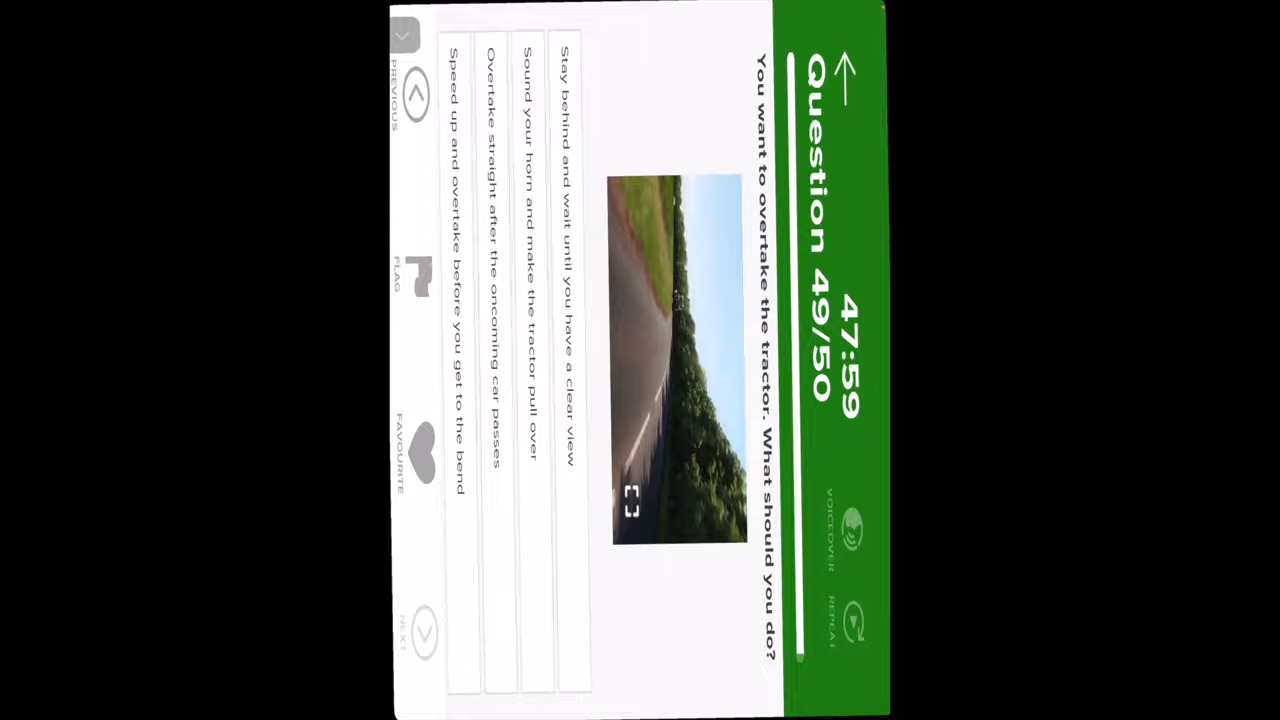 47:59
Question 49/50
VOICEOVER
REPEAT
You want to overtake the tractor. What should you do?
Stay behind and wait until you have a clear view
Sound your horn and make the tractor pull over
Overtake straight after the oncoming car passes
Speed up and overtake before you get to the bend
PREVIOUS
FLAG
FAVOURITE
NEXT